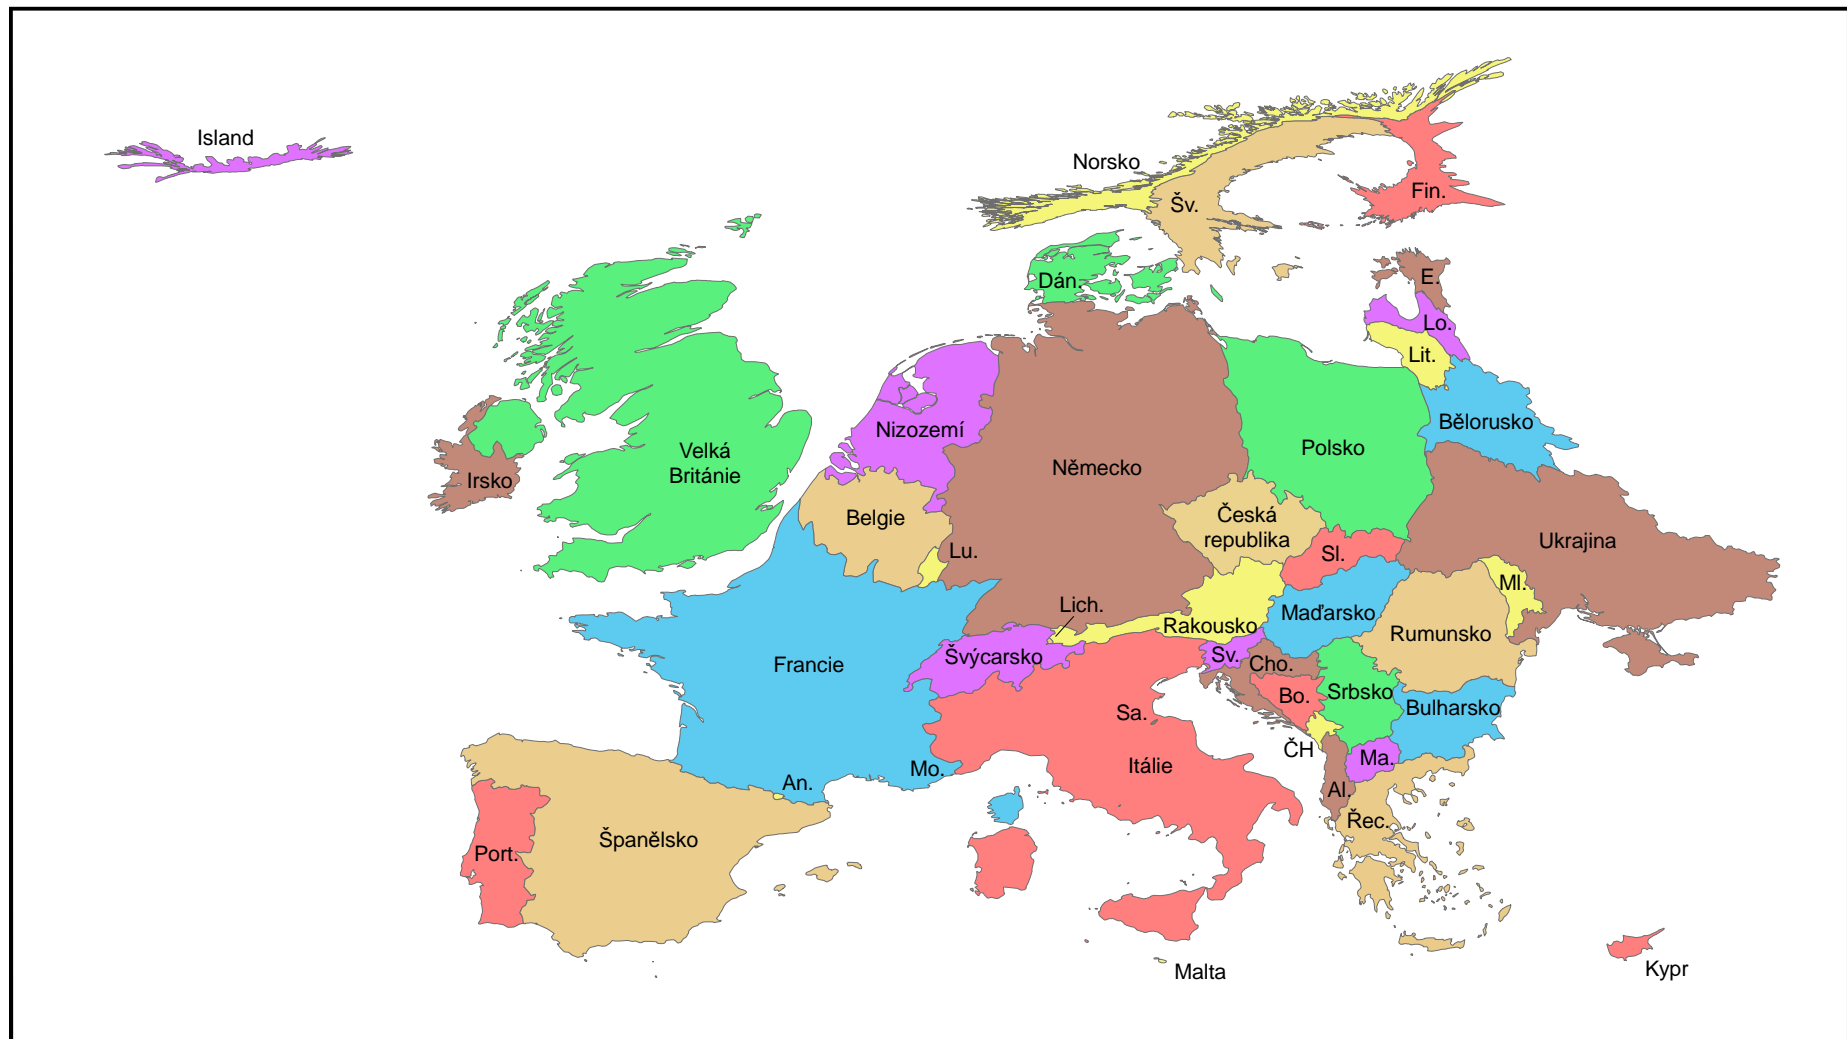 Island
Norsko
Šv.
Fin.
Dán.
E.
Lo.
Lit.
Bělorusko
Nizozemí
Velká
Británie
Irsko
Německo
Polsko
Belgie
Česká
republika
Lu.
Sl.
Ukrajina
Ml.
Lich.
Maďarsko
Rakousko
Rumunsko
Francie
Švýcarsko
Sv.
Cho.
Bo.
Srbsko
Bulharsko
Sa.
ČH
Ma.
Itálie
Mo.
An.
Al.
Řec.
Španělsko
Port.
Malta
Kypr